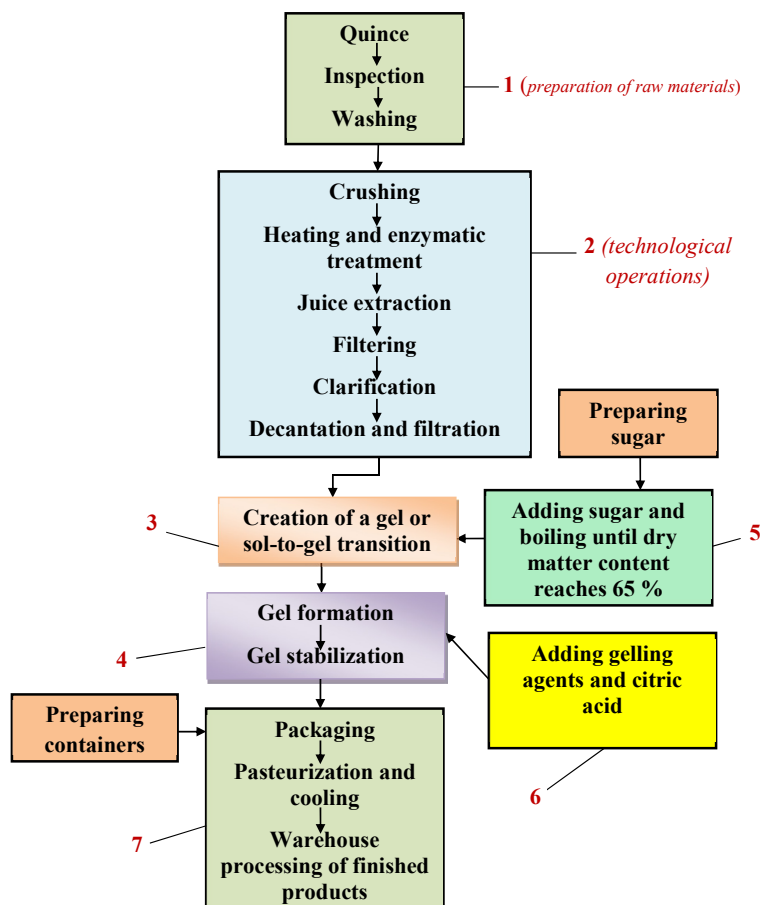 Quince
Inspection
Washing
1 (preparation of raw materials)
Crushing
Heating and enzymatic
treatment
Juice extraction
Filtering
Clarification
Decantation and filtration
2 (technological
operations)
Preparing
sugar
3
Creation of a gel or
sol-to-gel transition
Adding sugar and
boiling until dry
matter content
reaches 65 %
5
4
Gel formation
Gel stabilization
Adding gelling
agents and citric
acid
6
Preparing
containers
Packaging
Pasteurization and
cooling
Warehouse
processing of finished
products
7